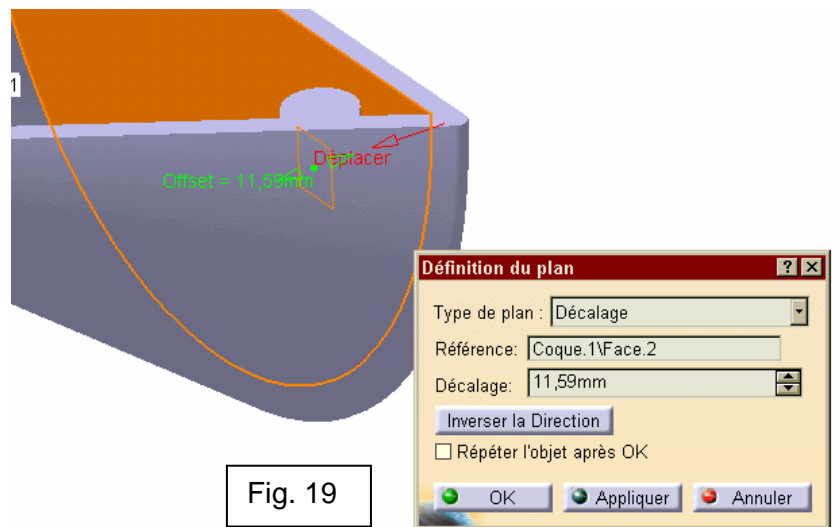 1
Déplacer
Offset = 11,59mm
Définition du plan
Type de plan : Décalage
Référence: Coque.1\Face.2
Décalage: 11,59mm
Inverser la Direction
Répéter l'objet après OK
OK Appliquer Annuler
Fig. 19